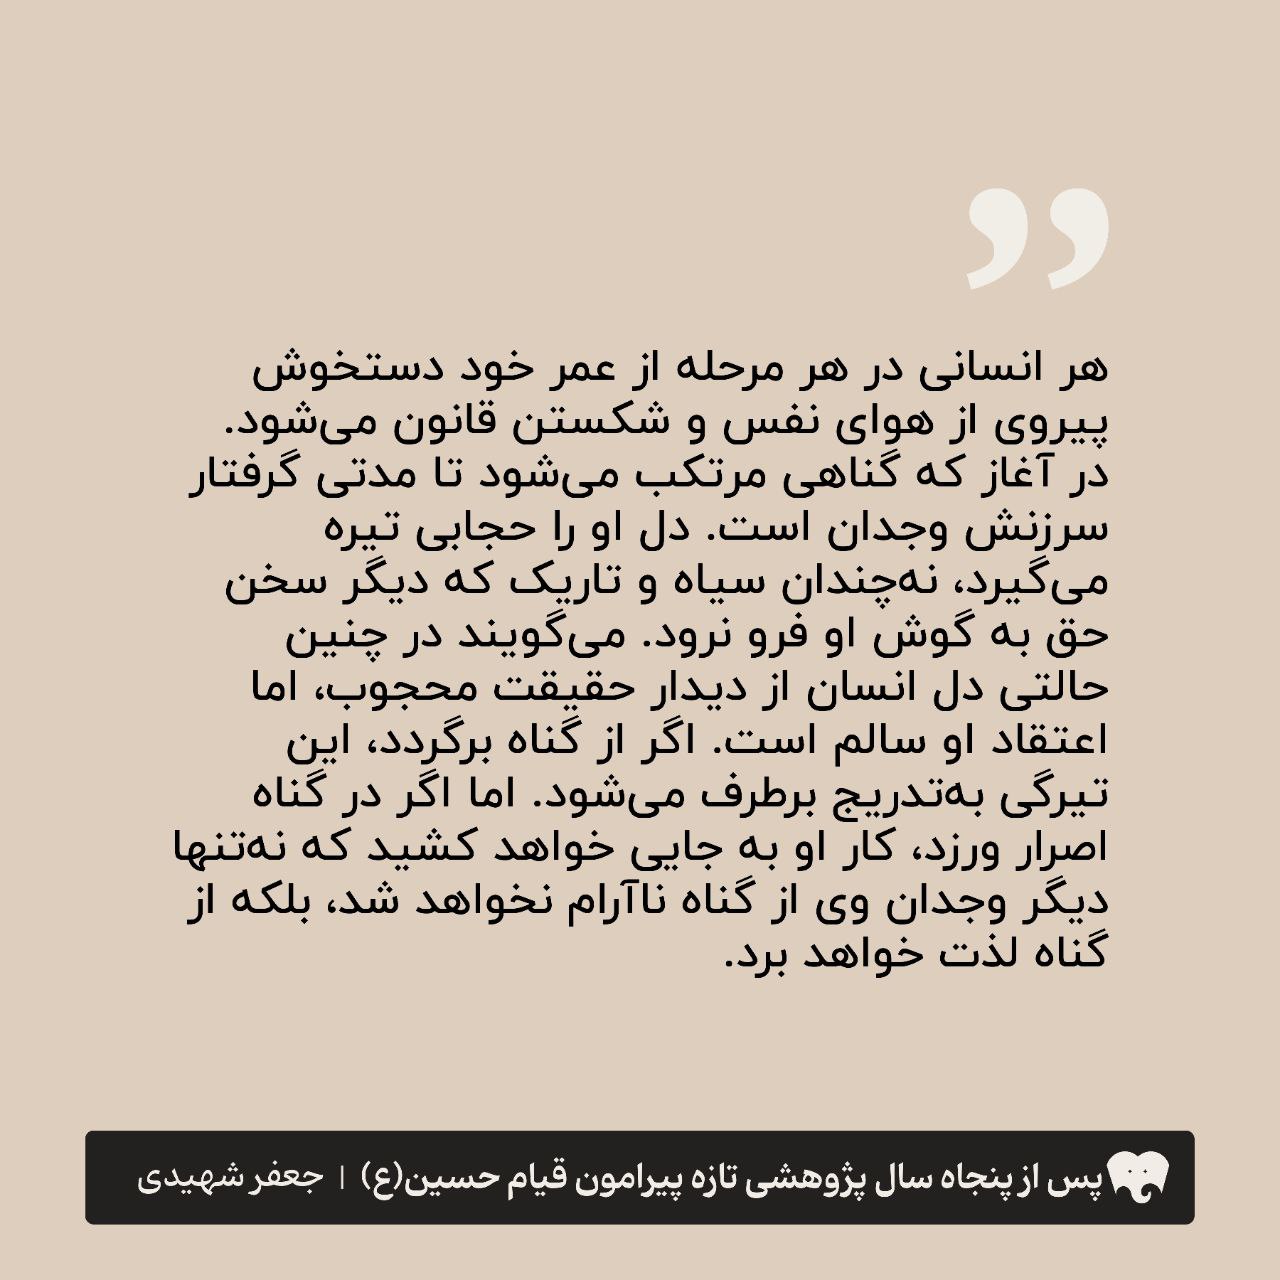 ”
هر انسانی در هر مرحله از عمر خود دستخوش
پیروی از هوای نفس و شکستن قانون می‌شود.
در آغاز که گناهی مرتکب می‌شود تا مدتی گرفتار
سرزنش وجدان است. دل او را حجابی تیره
می‌گیرد، نه‌چندان سیاه و تاریک که دیگر سخن
حق به گوش او فرو نرود. می‌گویند در چنین
حالتی دل انسان از دیدار حقیقت محجوب، اما
اعتقاد او سالم است. اگر از گناه برگردد، این
تیرگی به‌تدریج برطرف می‌شود. اما اگر در گناه
اصرار ورزد، کار او به جایی خواهد کشید که نه‌تنها
دیگر وجدان وی از گناه ناآرام نخواهد شد، بلکه از
گناه لذت خواهد برد.
پس از پنجاه سال پژوهشی تازه پیرامون قیام حسین(ع) | جعفر شهیدی